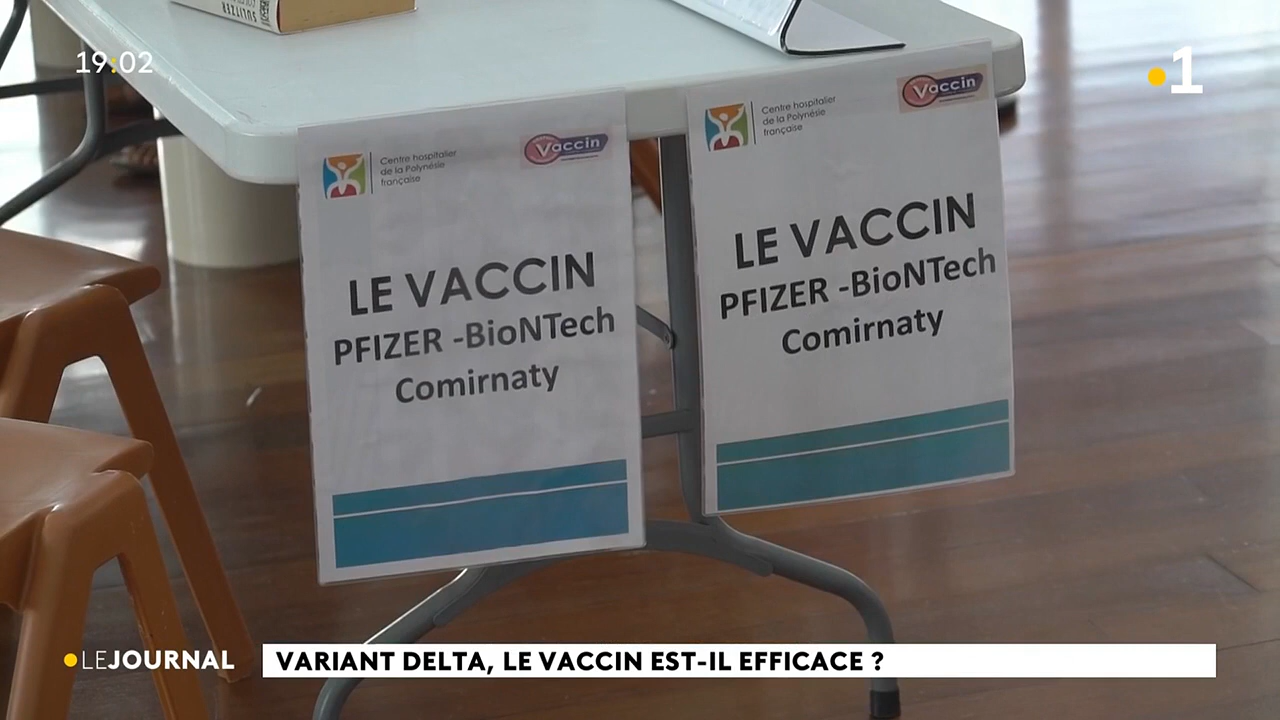 SULITZER
19:02
1
Centre hospitalier
de la Polynésie
française
Vaccin
LE VACCIN
PFIZER -BioNTech
Comirnaty
Centre hospitalier
de la Polynésie
française
Vaccin
LE VACCIN
PFIZER -BioNTech
Comirnaty
LEJOURNAL
VARIANT DELTA, LE VACCIN EST-IL EFFICACE ?